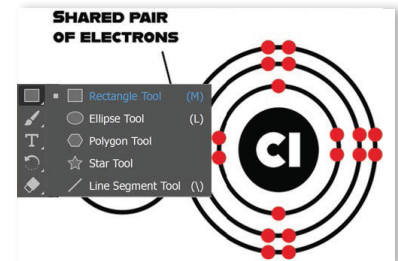 SHARED PAIR
OF ELECTRONS
Rectangle Tool (M)
Ellipse Tool (L)
T
Polygon Tool
Star Tool
Line Segment Tool (\)
Cl